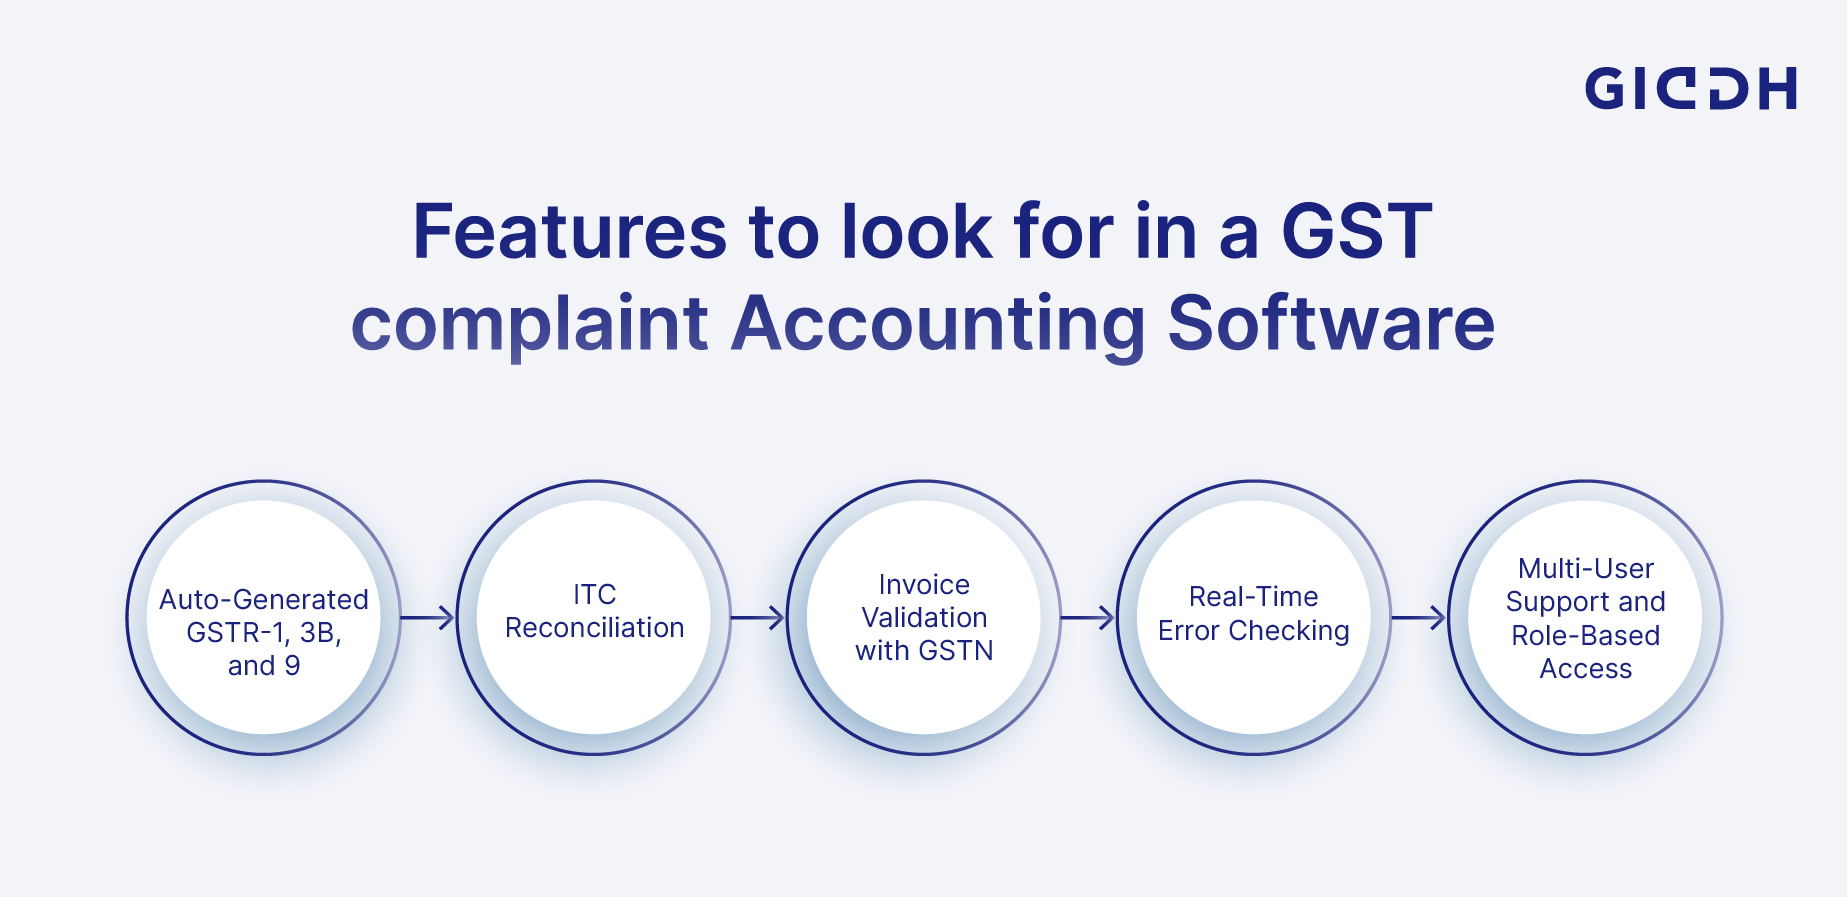 GIDDH
Features to look for in a GST
complaint Accounting Software
Auto-Generated
GSTR-1, 3B,
and 9
ITC
Reconciliation
Invoice
Validation
with GSTN
Real-Time
Error Checking
Multi-User
Support and
Role-Based
Access